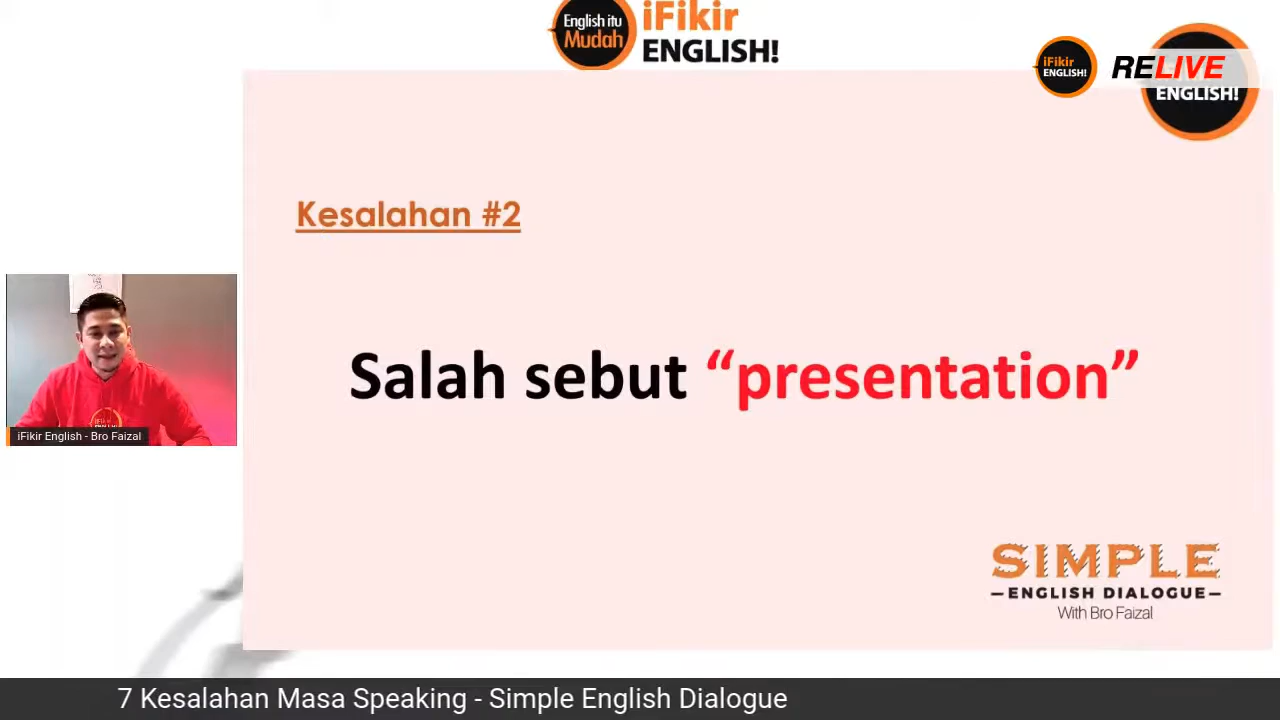 English itu
Mudah
iFikir
ENGLISH!
iFikir
ENGLISH!
RELIVE
ENGLISH!
Kesalahan #2
Salah sebut “presentation”
iFikir English - Bro Faizal
SIMPLE
ENGLISH DIALOGUE
With Bro Faizal
7 Kesalahan Masa Speaking - Simple English Dialogue